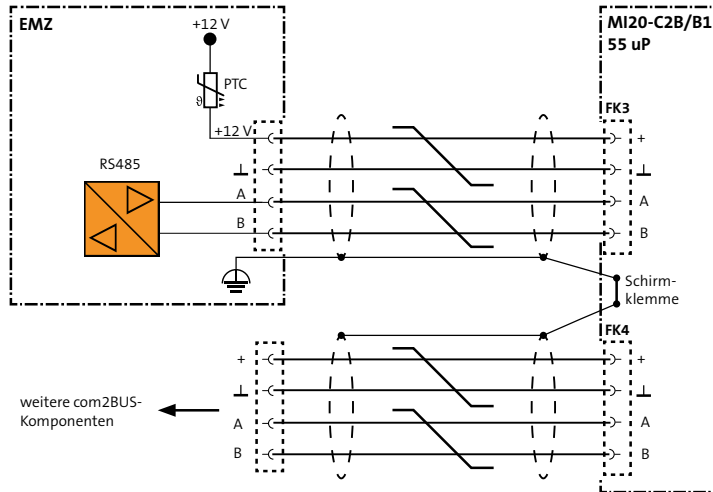 EMZ
+12 V
MI20-C2B/B1
55 uP
PTC
ϑ
FK3
+12 V
+
RS485
⊥
⊥
A
A
B
B
Schirm-
klemme
FK4
+
+
⊥
⊥
weitere com2BUS-
Komponenten
A
A
B
B